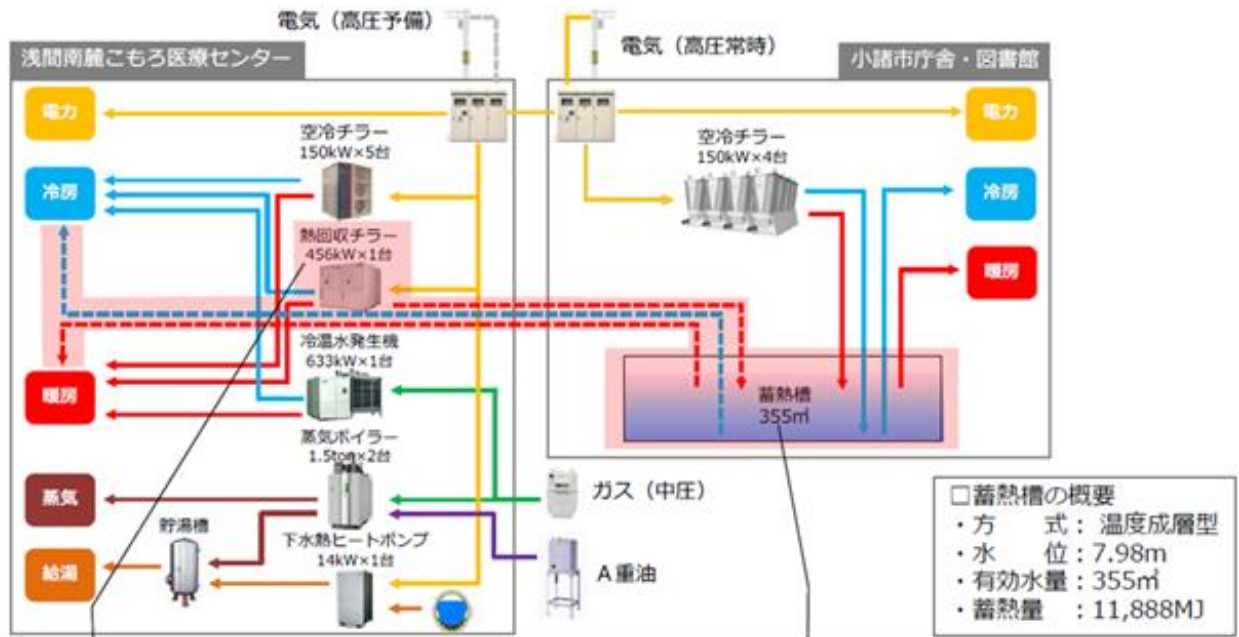 電気（高圧予備）
電気（高圧常時）
浅間南麓こもろ医療センター
小諸市庁舎・図書館
電力
電力
空冷チラー
150kW×5台
空冷チラー
150kW×4台
冷房
冷房
熱回収チラー
456kW×1台
暖房
冷温水発生機
633kW×1台
暖房
蓄熱槽
355㎥
蒸気ボイラー
1.5ton×2台
蒸気
ガス（中圧）
貯湯槽
下水熱ヒートポンプ
14kW×1台
給湯
A重油
□蓄熱槽の概要
・方　　式：温度成層型
・水　　位：7.98m
・有効水量：355㎥
・蓄熱量　：11,888MJ